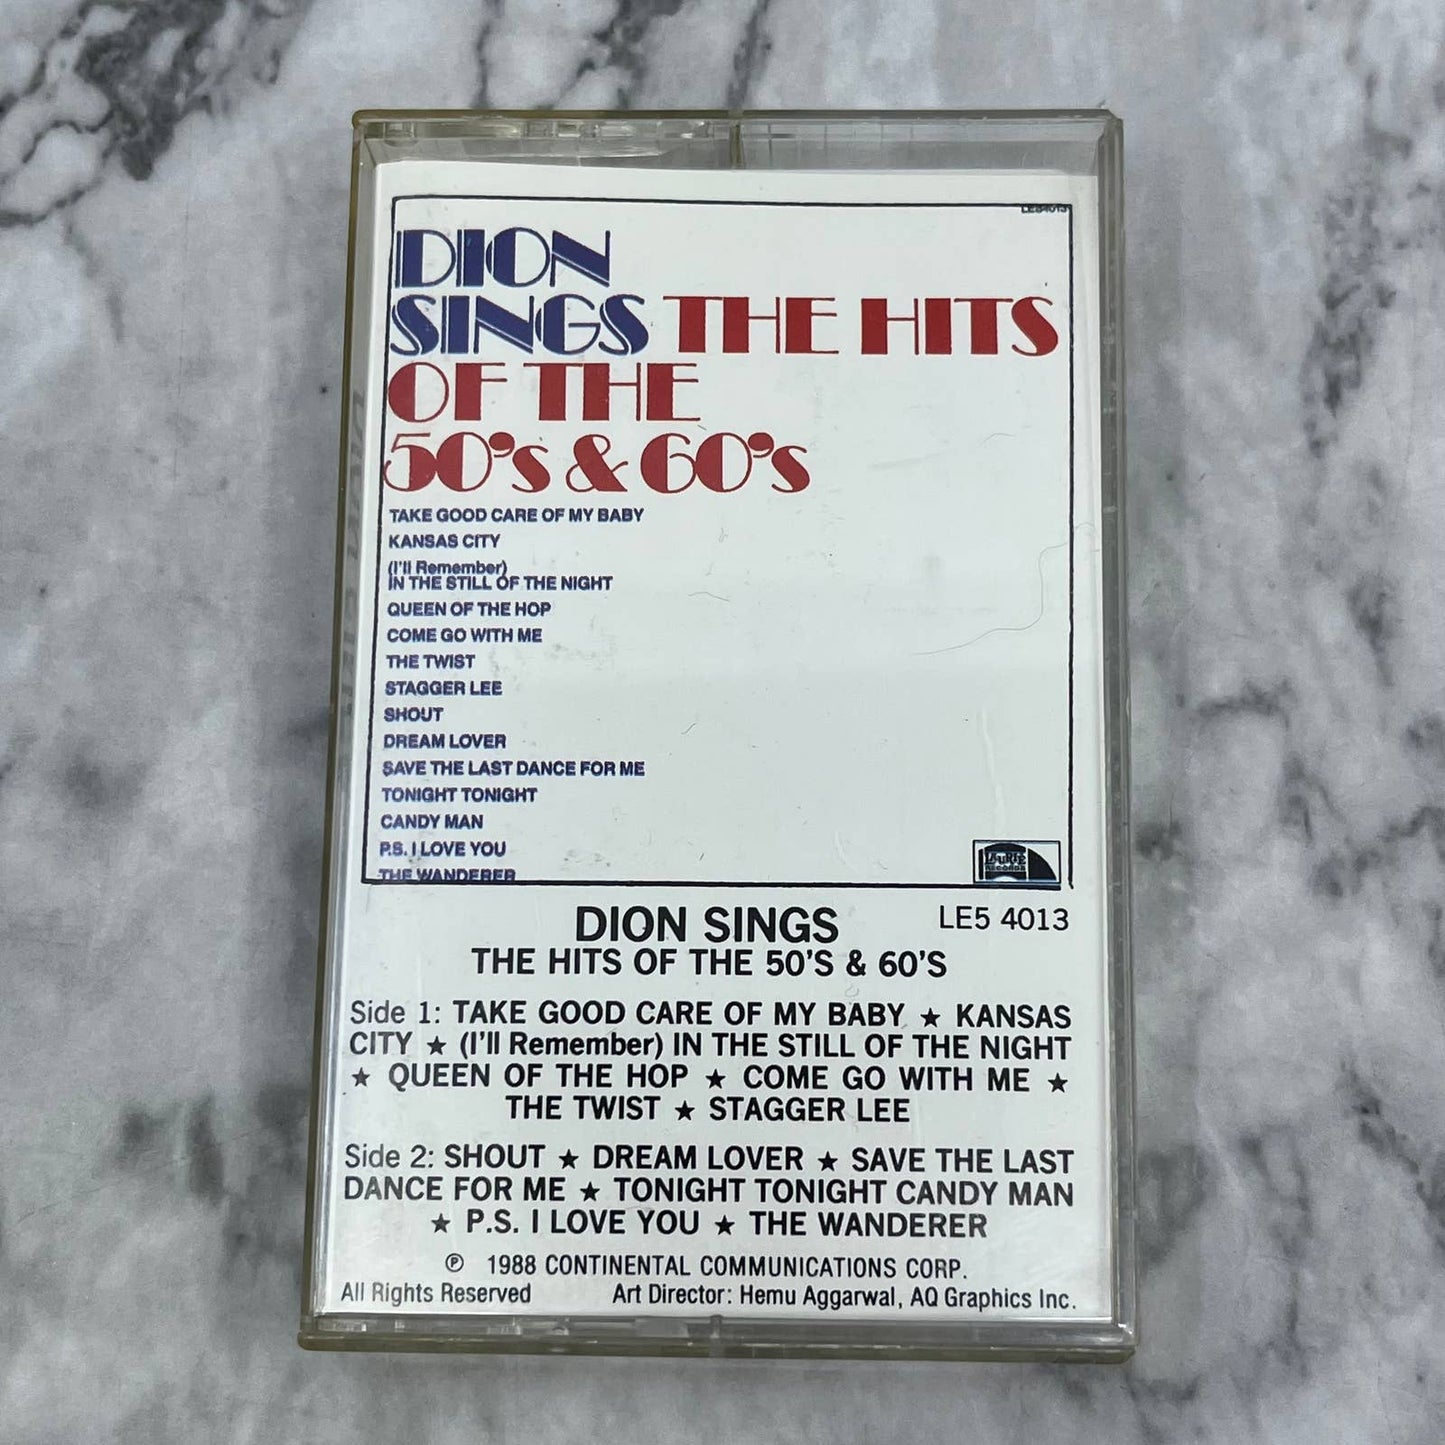 LE54013
DION
SINGS THE HITS
OF THE
50's & 60's
TAKE GOOD CARE OF MY BABY
KANSAS CITY
(I'll Remember)
IN THE STILL OF THE NIGHT
QUEEN OF THE HOP
COME GO WITH ME
THE TWIST
STAGGER LEE
SHOUT
DREAM LOVER
SAVE THE LAST DANCE FOR ME
TONIGHT TONIGHT
CANDY MAN
P.S. I LOVE YOU
THE WANDERER
LAURIE
RECORDS
DION SINGS LE5 4013
THE HITS OF THE 50'S & 60'S
Side 1: TAKE GOOD CARE OF MY BABY ★ KANSAS
CITY ★ (I'll Remember) IN THE STILL OF THE NIGHT
★ QUEEN OF THE HOP ★ COME GO WITH ME ★
THE TWIST ★ STAGGER LEE
Side 2: SHOUT ★ DREAM LOVER ★ SAVE THE LAST
DANCE FOR ME ★ TONIGHT TONIGHT CANDY MAN
★ P.S. I LOVE YOU ★ THE WANDERER
℗ 1988 CONTINENTAL COMMUNICATIONS CORP.
All Rights Reserved Art Director: Hemu Aggarwal, AQ Graphics Inc.